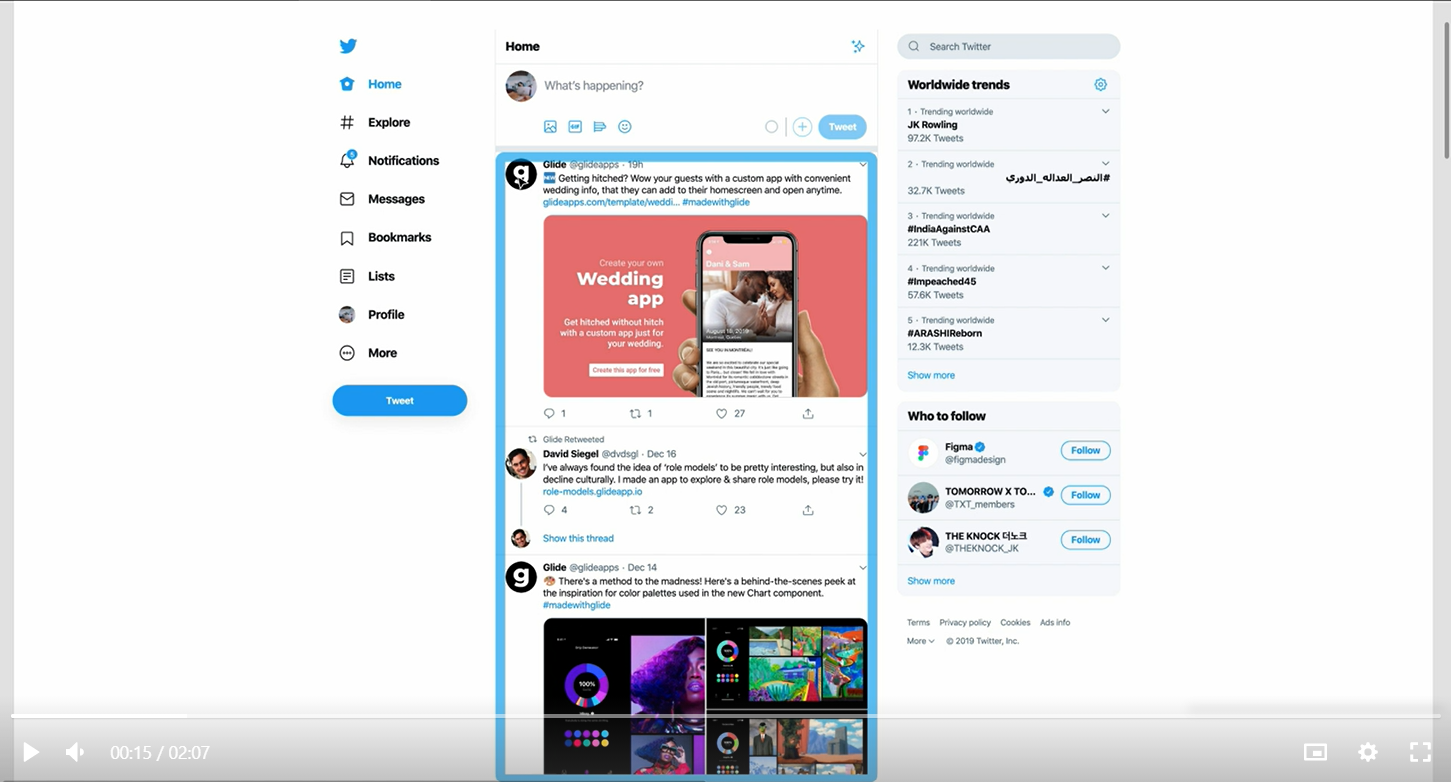 Home
Explore
6
Notifications
Messages
Bookmarks
Lists
Profile
More
Tweet
Home
What's happening?
GIF
Tweet
Glide @glideapps · 19h
🆕 Getting hitched? Wow your guests with a custom app with convenient
wedding info, that they can add to their homescreen and open anytime.
glideapps.com/template/weddi... #madewithglide
Create your own
Wedding
app
Get hitched without hitch
with a custom app just for
your wedding.
Create this app for free
Dani & Sam
August 19, 2019
Montreal, Quebec
SEE YOU IN MONTRÉAL!
1
1
27
Glide Retweeted
David Siegel @dvdsgl · Dec 16
I've always found the idea of 'role models' to be pretty interesting, but also in
decline culturally. I made an app to explore & share role models, please try it!
role-models.glideapp.io
4
2
23
Show this thread
Glide @glideapps · Dec 14
🎨 There's a method to the madness! Here's a behind-the-scenes peek at
the inspiration for color palettes used in the new Chart component.
#madewithglide
100%
Search Twitter
Worldwide trends
1 · Trending worldwide
JK Rowling
97.2K Tweets
2 · Trending worldwide
#النصر_العداله_الدوري
32.7K Tweets
3 · Trending worldwide
#IndiaAgainstCAA
221K Tweets
4 · Trending worldwide
#Impeached45
57.6K Tweets
5 · Trending worldwide
#ARASHIReborn
12.3K Tweets
Show more
Who to follow
Figma
@figmadesign
Follow
TOMORROW X TO...
@TXT_members
Follow
THE KNOCK 더노크
@THEKNOCK_JK
Follow
Show more
Terms Privacy policy Cookies Ads info
More © 2019 Twitter, Inc.
00:15 / 02:07